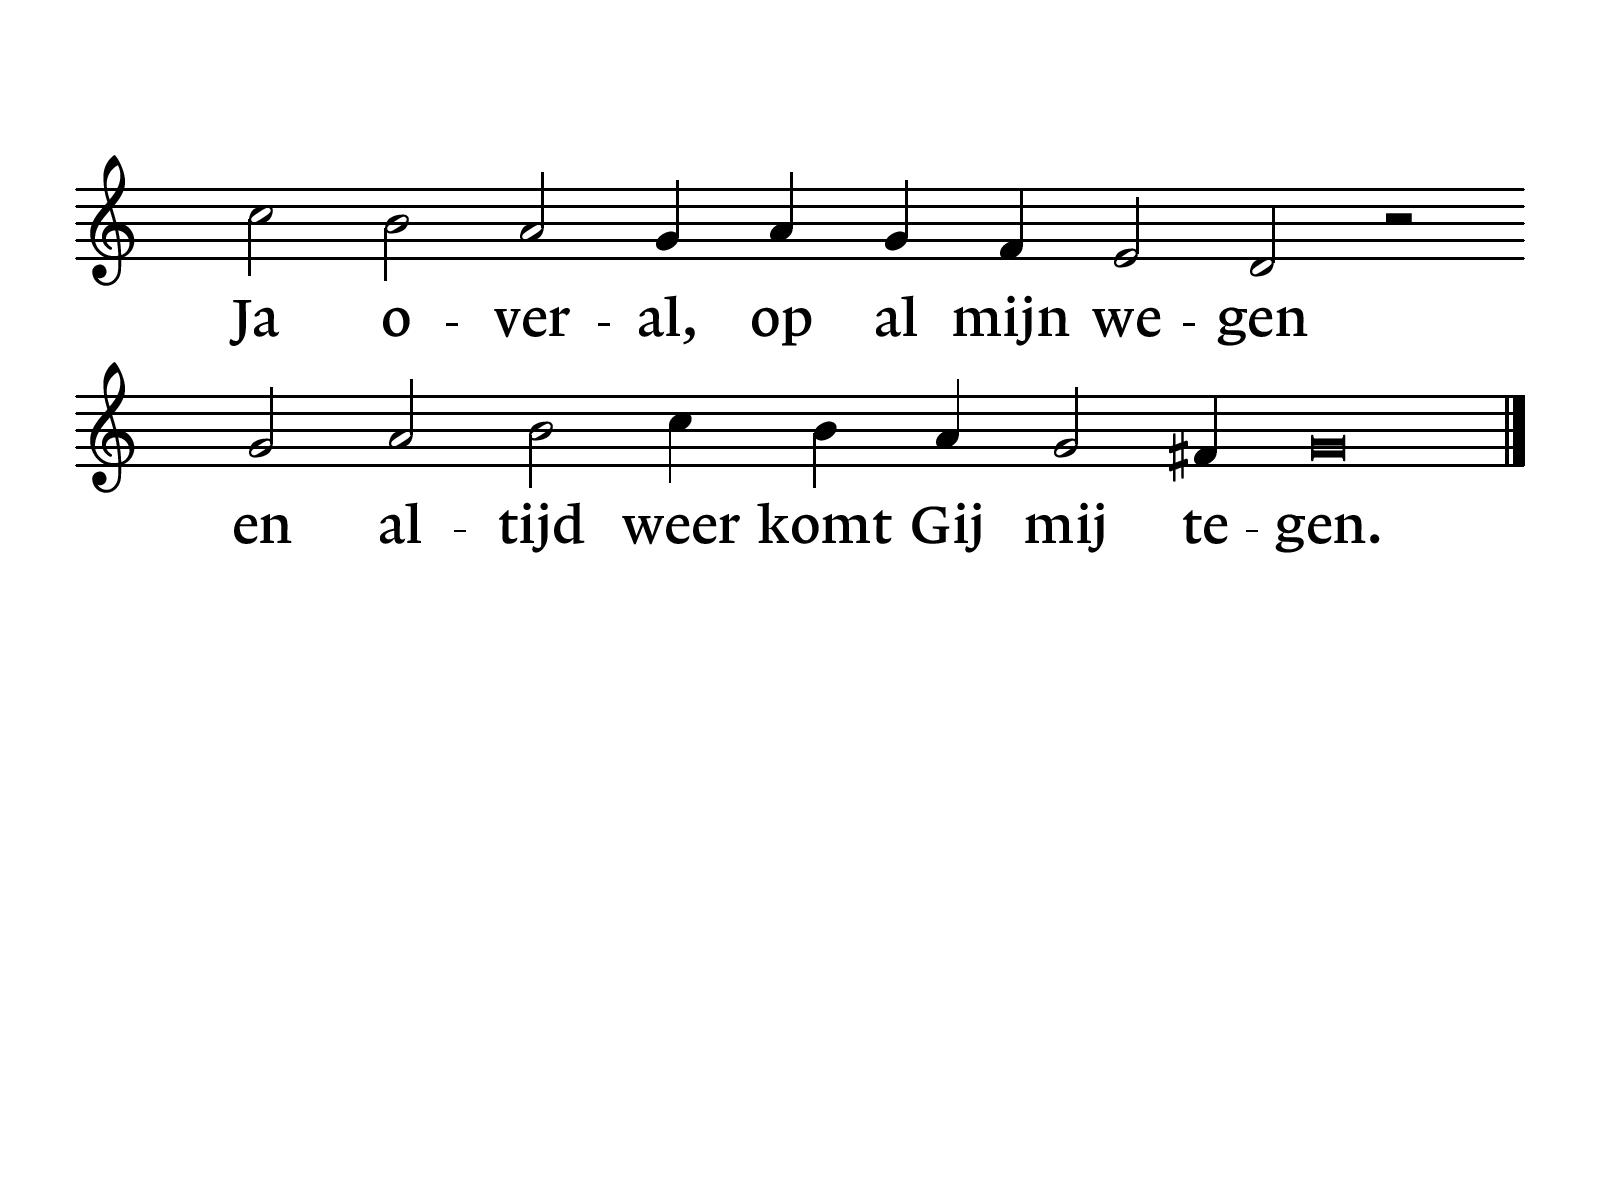 Ja o - ver - al, op al mijn we - gen
en al - tijd weer komt Gij mij te - gen.